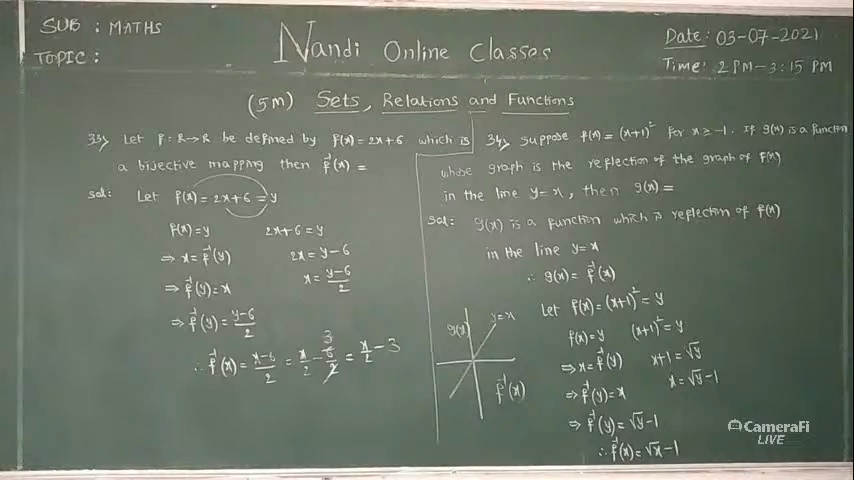 SUB : MATHS
TOPIC :
Nandi Online Classes
Date: 03-07-2021
Time: 2 PM-3:15 PM
(5M) Sets, Relations and Functions
33) Let f: R→R be defined by f(x) = 2x+6 which is
a bijective mapping then f⁻¹(x) =
Sol: Let f(x) = 2x+6 = y
f(x) = y 2x+6 = y
⇒ x = f⁻¹(y) 2x = y-6
⇒ f⁻¹(y) = x x = y-6/2
⇒ f⁻¹(y) = y-6/2
∴ f⁻¹(x) = x-6/2 = x/2 - 6/2 = x/2 - 3
3
34) Suppose f(x) = (x+1)² for x ≥ -1. If g(x) is a function
whose graph is the reflection of the graph of f(x)
in the line y=x, then g(x) =
Sol: g(x) is a function which is reflection of f(x)
in the line y=x
∴ g(x) = f⁻¹(x)
Let f(x) = (x+1)² = y
f(x) = y (x+1)² = y
⇒ x = f⁻¹(y) x+1 = √y
⇒ f⁻¹(y) = x x = √y-1
⇒ f⁻¹(y) = √y-1
∴ f⁻¹(x) = √x-1
g(x) y=x
f⁻¹(x)
CameraFi
LIVE